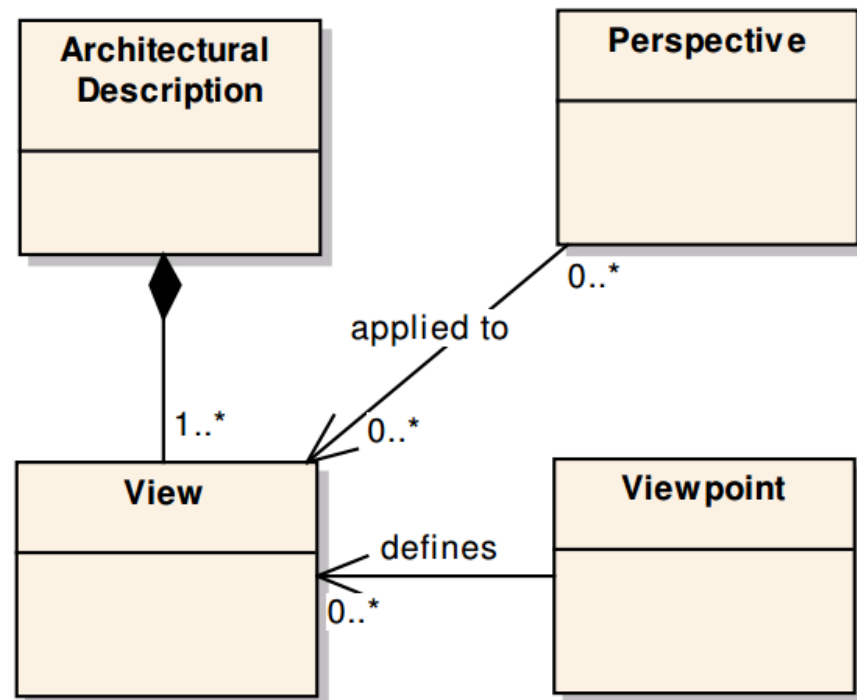 Architectural
Description
Perspective
0..*
applied to
1..*
0..*
View
Viewpoint
defines
0..*